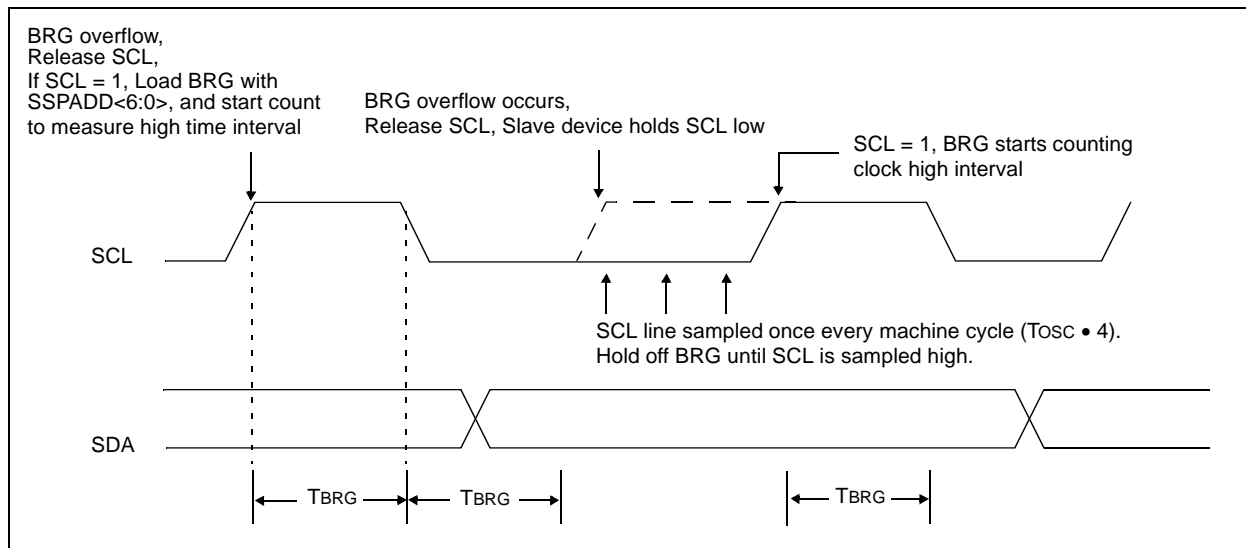 BRG overflow,
Release SCL,
If SCL = 1, Load BRG with
SSPADD<6:0>, and start count
to measure high time interval
BRG overflow occurs,
Release SCL, Slave device holds SCL low
SCL = 1, BRG starts counting
clock high interval
SCL
SCL line sampled once every machine cycle (TOSC • 4).
Hold off BRG until SCL is sampled high.
SDA
TBRG
TBRG
TBRG